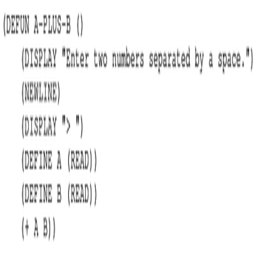 (DEFUN A-PLUS-B ()
(DISPLAY "Enter two numbers separated by a space.")
(NEWLINE)
(DISPLAY "> ")
(DEFINE A (READ))
(DEFINE B (READ))
(+ A B))